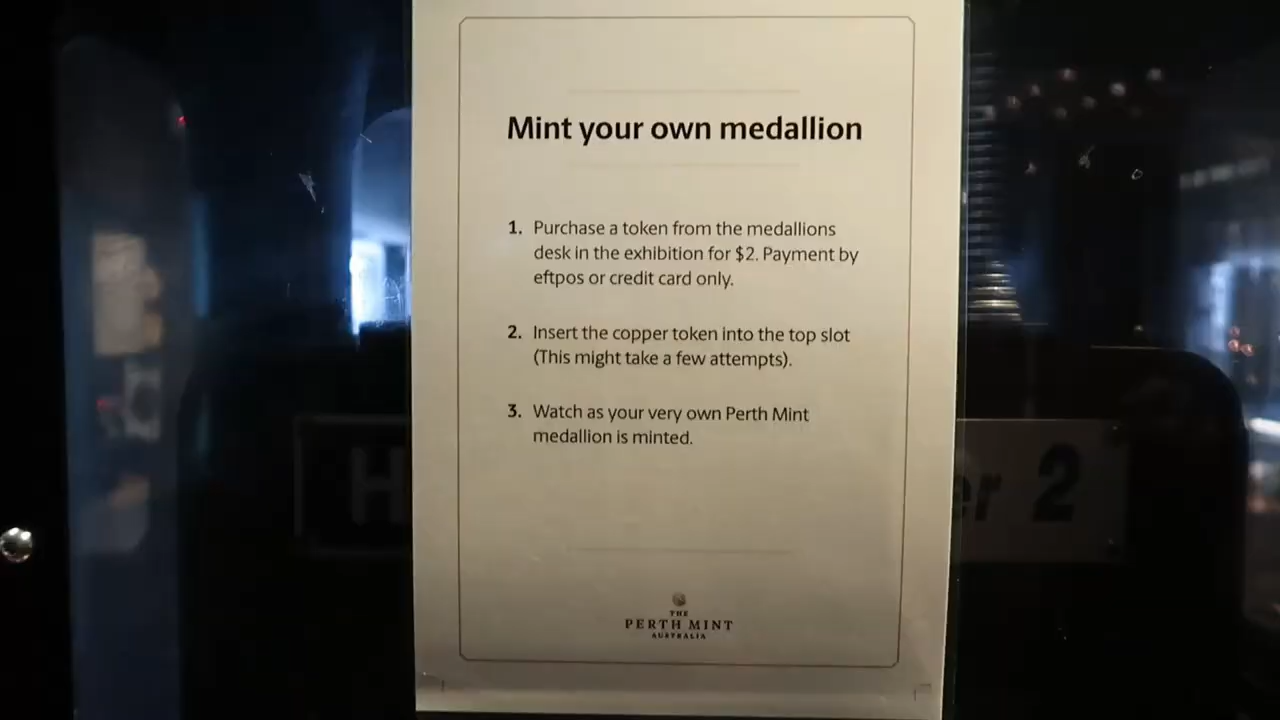 Mint your own medallion
1. Purchase a token from the medallions
desk in the exhibition for $2. Payment by
eftpos or credit card only.
2. Insert the copper token into the top slot
(This might take a few attempts).
3. Watch as your very own Perth Mint
medallion is minted.
THE
PERTH MINT
AUSTRALIA
H
er 2